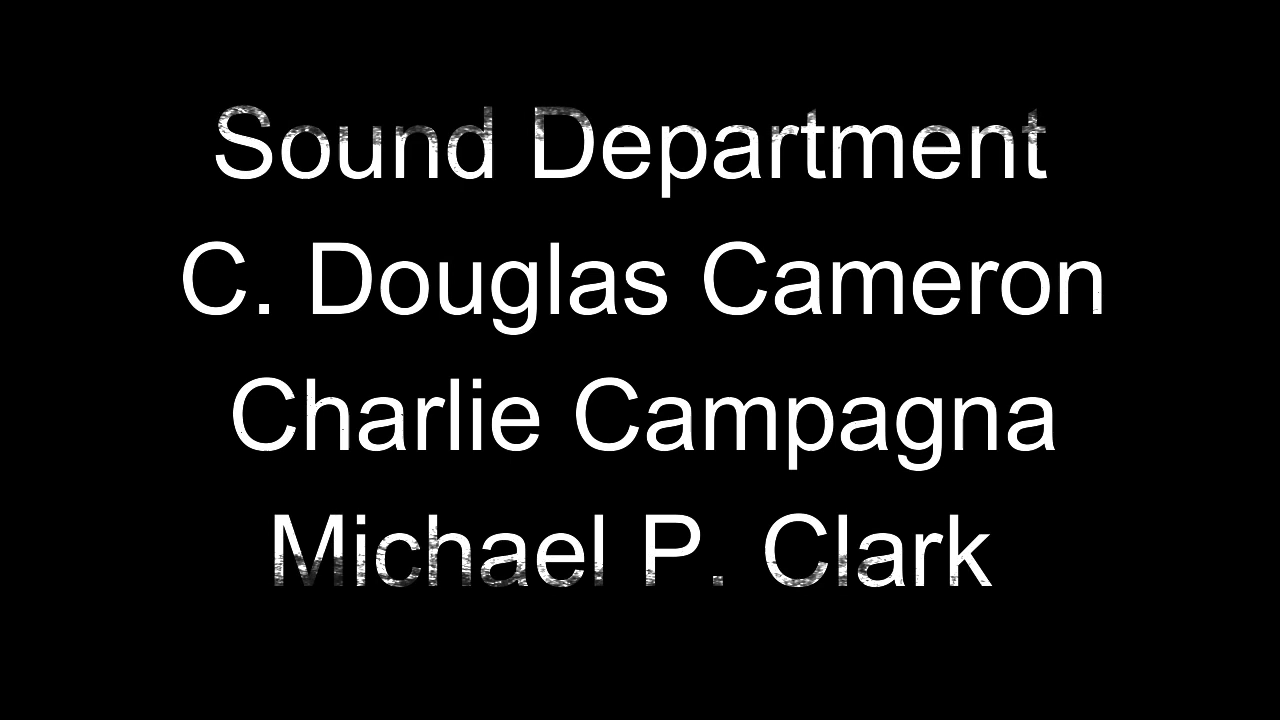 Sound Department
C. Douglas Cameron
Charlie Campagna
Michael P. Clark